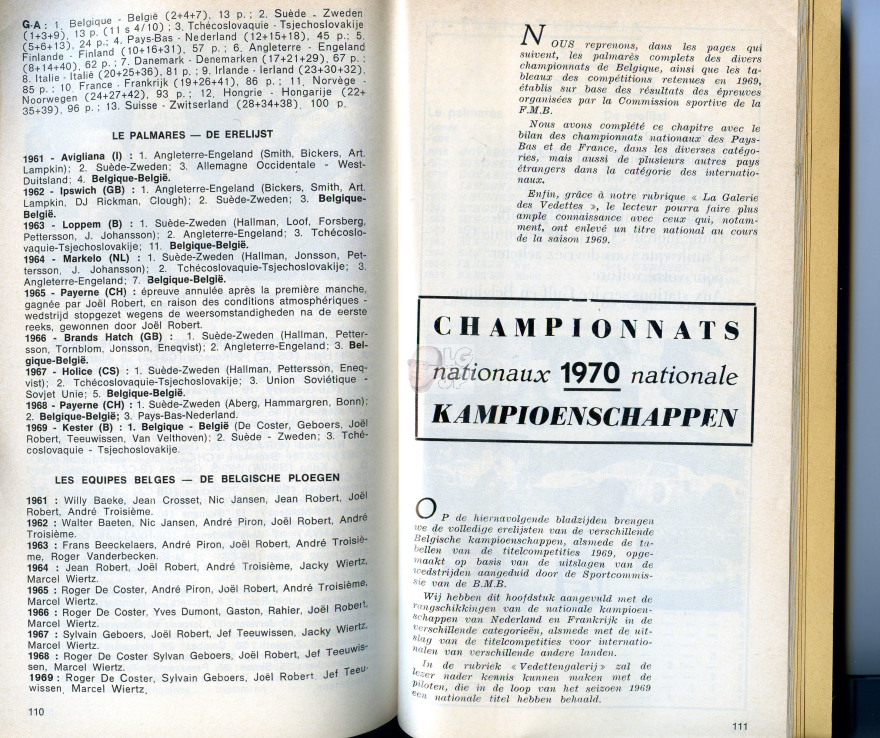 G-A : 1. Belgique - België (2+4+7), 13 p. ; 2. Suède - Zweden
(1+3+9), 13 p. (11 s 4/10) ; 3. Tchécoslovaquie - Tsjechoslovakije
(5+6+13), 24 p.; 4. Pays-Bas - Nederland (12+15+18), 45 p.; 5.
Finlande - Finland (10+16+31), 57 p. ; 6. Angleterre - Engeland
(8+14+40), 62 p. ; 7. Danemark - Denemarken (17+21+29), 67 p. ;
8. Italie - Italië (20+25+36), 81 p. ; 9. Irlande - Ierland (23+30+32),
85 p. ; 10. France - Frankrijk (19+26+41), 86 p. ; 11. Norvège -
Noorwegen (24+27+42), 93 p. ; 12. Hongrie - Hongarije (22+
35+39), 96 p. ; 13. Suisse - Zwitserland (28+34+38), 100 p.
LE PALMARES — DE ERELIJST
1961 - Avigliana (I) : 1. Angleterre-Engeland (Smith, Bickers, Art.
Lampkin); 2. Suède-Zweden; 3. Allemagne Occidentale - West-
Duitsland; 4. Belgique-België.
1962 - Ipswich (GB) : 1. Angleterre-Engeland (Bickers, Smith, Art.
Lampkin, DJ Rickman, Clough); 2. Suède-Zweden; 3. Belgique-
België.
1963 - Loppem (B) : 1. Suède-Zweden (Hallman, Loof, Forsberg,
Pettersson, J. Johansson); 2. Angleterre-Engeland; 3. Tchécoslo-
vaquie-Tsjechoslovakije; 11. Belgique-België.
1964 - Markelo (NL) : 1. Suède-Zweden (Hallman, Jonsson, Pet-
tersson, J. Johansson); 2. Tchécoslovaquie-Tsjechoslovakije; 3.
Angleterre-Engeland; 7. Belgique-België.
1965 - Payerne (CH) : épreuve annulée après la première manche,
gagnée par Joël Robert, en raison des conditions atmosphériques -
wedstrijd stopgezet wegens de weersomstandigheden na de eerste
reeks, gewonnen door Joël Robert.
1966 - Brands Hatch (GB) : 1. Suède-Zweden (Hallman, Petter-
sson, Tornblom, Jonsson, Eneqvist); 2. Angleterre-Engeland; 3. Bel-
gique-België.
1967 - Holice (CS) : 1. Suède-Zweden (Hallman, Pettersson, Eneq-
vist); 2. Tchécoslovaquie-Tsjechoslovakije; 3. Union Soviétique -
Sovjet Unie; 5. Belgique-België.
1968 - Payerne (CH) : 1. Suède-Zweden (Aberg, Hammargren, Bonn);
2. Belgique-België; 3. Pays-Bas-Nederland.
1969 - Kester (B) : 1. Belgique - België (De Coster, Geboers, Joël
Robert, Teeuwissen, Van Velthoven); 2. Suède - Zweden; 3. Tché-
coslovaquie - Tsjechoslovakije.
LES EQUIPES BELGES — DE BELGISCHE PLOEGEN
1961 : Willy Baeke, Jean Crosset, Nic Jansen, Jean Robert, Joël
Robert, André Troisième.
1962 : Walter Baeten, Nic Jansen, André Piron, Joël Robert, André
Troisième.
1963 : Frans Beeckelaers, André Piron, Joël Robert, André Troisiè-
me, Roger Vanderbecken.
1964 : Jean Robert, Joël Robert, André Troisième, Jacky Wiertz,
Marcel Wiertz.
1965 : Roger De Coster, André Piron, Joël Robert, André Troisième,
Marcel Wiertz.
1966 : Roger De Coster, Yves Dumont, Gaston, Rahier, Joël Robert,
Marcel Wiertz.
1967 : Sylvain Geboers, Joël Robert, Jef Teeuwissen, Jacky Wiertz,
Marcel Wiertz.
1968 : Roger De Coster Sylvan Geboers, Joël Robert, Jef Teeuwis-
sen, Marcel Wiertz.
1969 : Roger De Coster, Sylvain Geboers, Joël Robert, Jef Teeu-
wissen, Marcel Wiertz.
110
NOUS reprenons, dans les pages qui
suivent, les palmarès complets des divers
championnats de Belgique, ainsi que les ta-
bleaux des compétitions retenues en 1969,
établis sur base des résultats des épreuves
organisées par la Commission sportive de la
F.M.B.
Nous avons complété ce chapitre avec le
bilan des championnats nationaux des Pays-
Bas et de France, dans les diverses catégo-
ries, mais aussi de plusieurs autres pays
étrangers dans la catégorie des internatio-
naux.
Enfin, grâce à notre rubrique « La Galerie
des Vedettes », le lecteur pourra faire plus
ample connaissance avec ceux qui, notam-
ment, ont enlevé un titre national au cours
de la saison 1969.
CHAMPIONNATS
nationaux 1970 nationale
KAMPIOENSCHAPPEN
OP de hiernavolgende bladzijden brengen
we de volledige erelijsten van de verschillende
Belgische kampioenschappen, alsmede de ta-
bellen van de titelcompetities 1969, opge-
maakt op basis van de uitslagen van de
wedstrijden aangeduid door de Sportcommis-
sie van de B.M.B.
Wij hebben dit hoofdstuk aangevuld met de
rangschikkingen van de nationale kampioen-
schappen van Nederland en Frankrijk in de
verschillende categorieën, alsmede met de uit-
slag van de titelcompetities voor internatio-
nalen van verschillende andere landen.
In de rubriek « Vedettengalerij » zal de
lezer nader kennis kunnen maken met de
piloten, die in de loop van het seizoen 1969
een nationale titel hebben behaald.
111